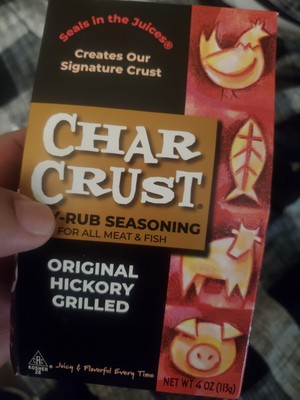 Seals in the Juices®
Creates Our
Signature Crust
CHAR
CRUST®
Y-RUB SEASONING
FOR ALL MEAT & FISH
ORIGINAL
HICKORY
GRILLED
KOSHER
Juicy & Flavorful Every Time
NET WT 4 OZ (113g)